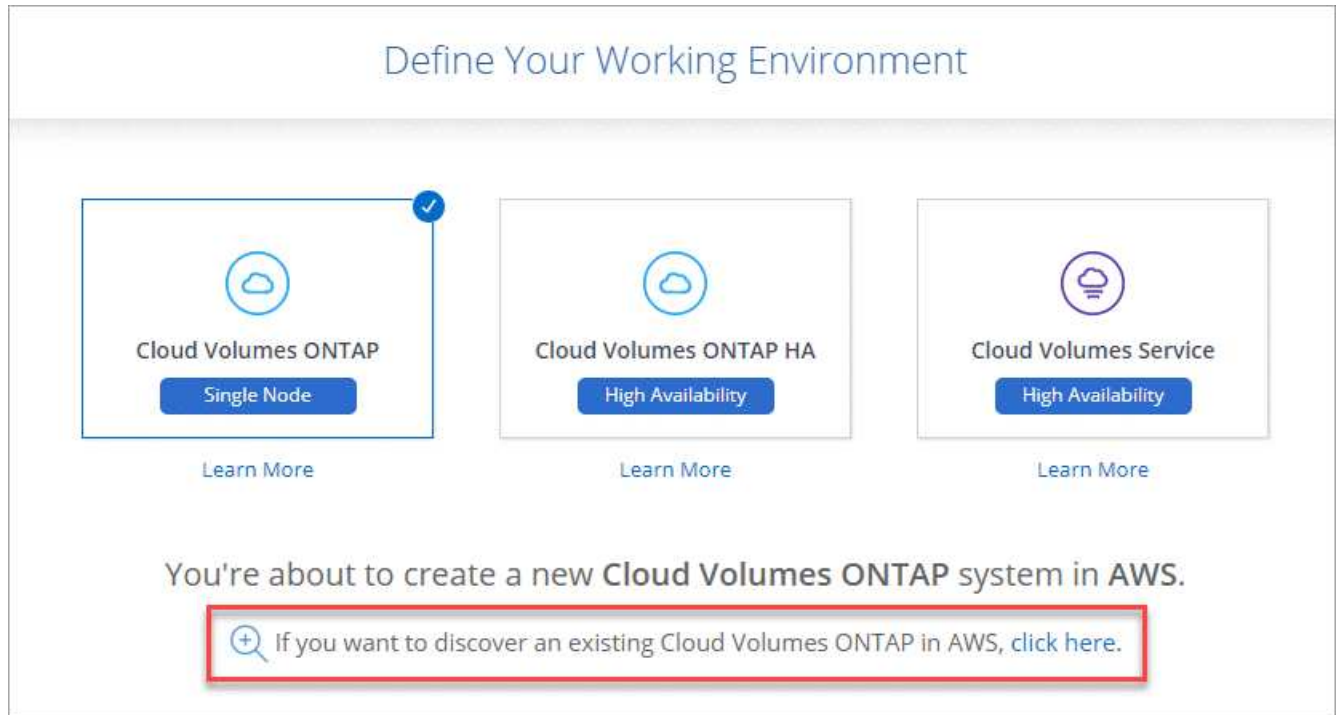 Define Your Working Environment
Cloud Volumes ONTAP
Single Node
Learn More
Cloud Volumes ONTAP HA
High Availability
Learn More
Cloud Volumes Service
High Availability
Learn More
You're about to create a new Cloud Volumes ONTAP system in AWS.
If you want to discover an existing Cloud Volumes ONTAP in AWS, click here.